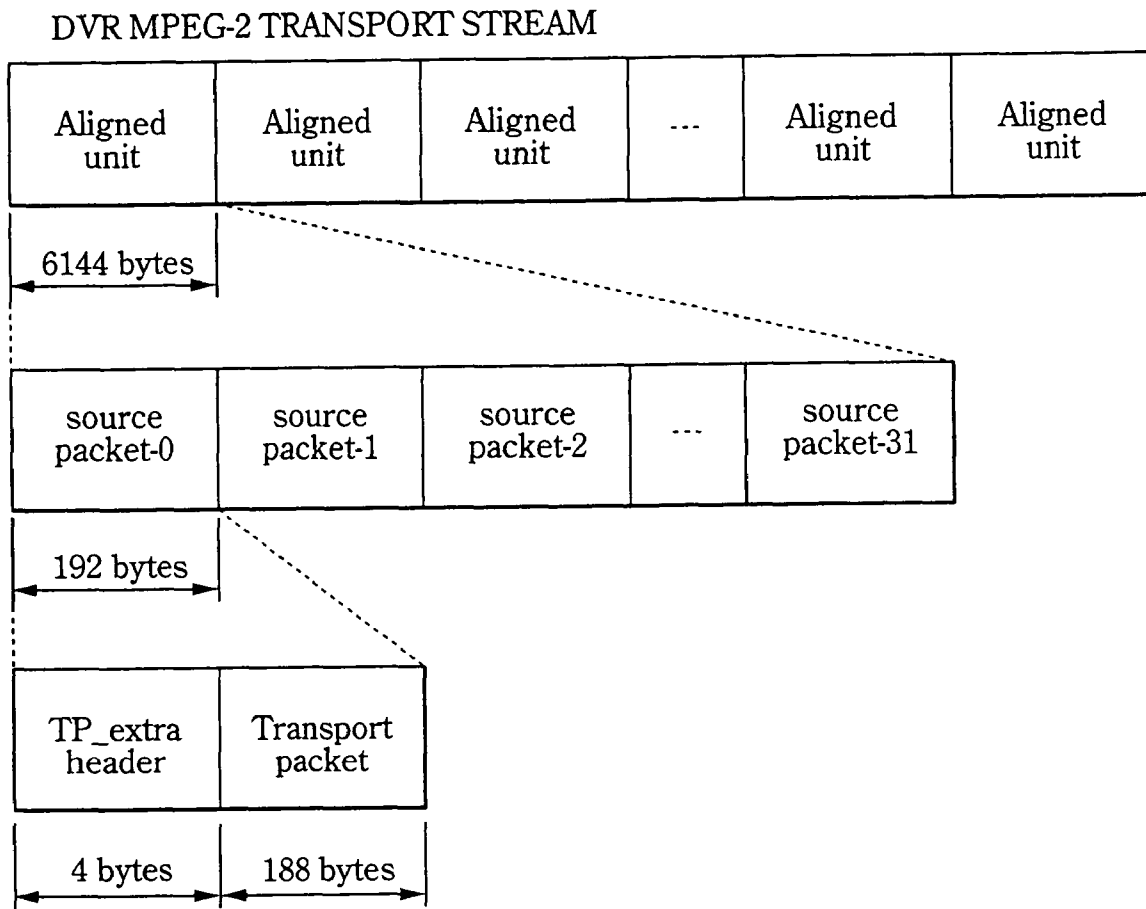 DVR MPEG-2 TRANSPORT STREAM
Aligned
unit
Aligned
unit
Aligned
unit
---
Aligned
unit
Aligned
unit
6144 bytes
source
packet-0
source
packet-1
source
packet-2
---
source
packet-31
192 bytes
TP_extra
header
Transport
packet
4 bytes
188 bytes